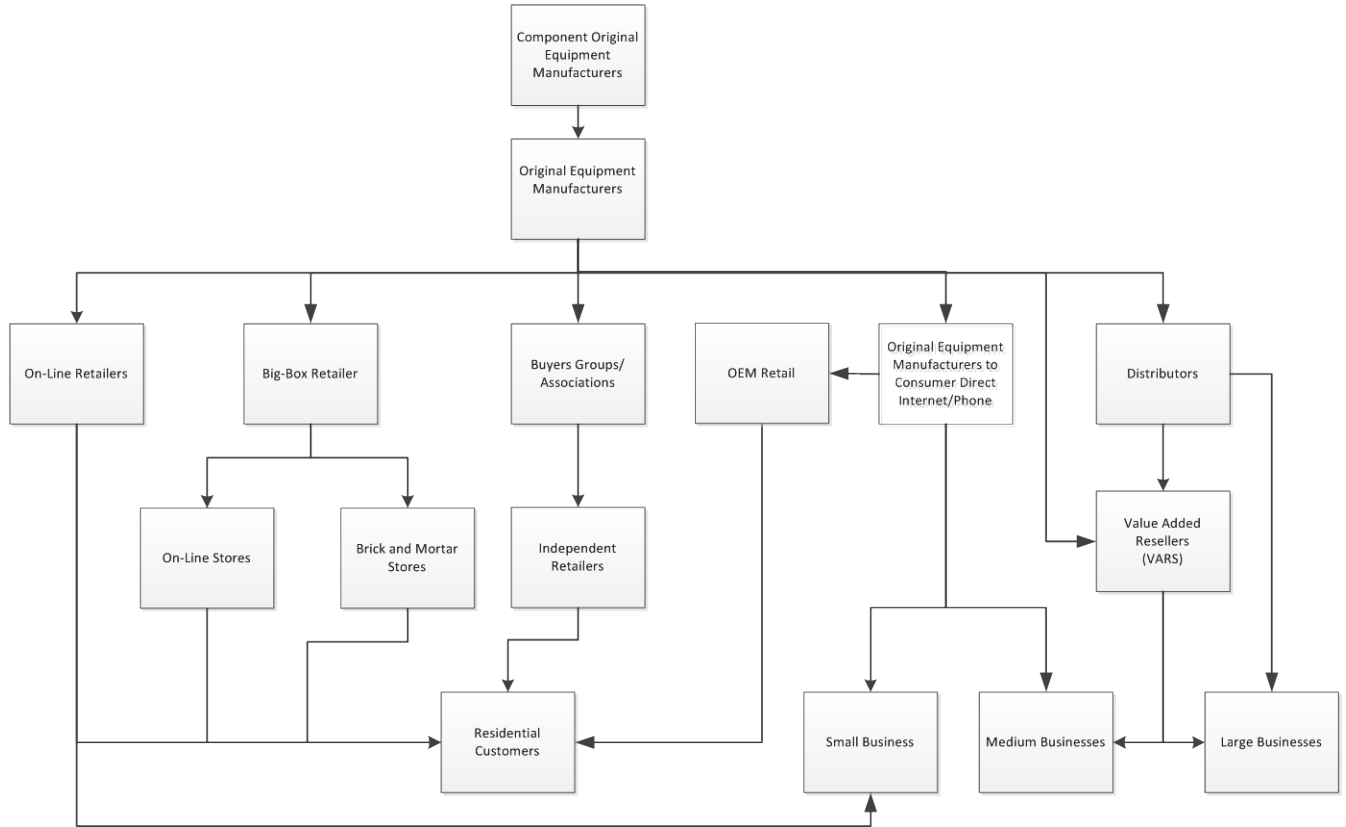 Component Original
Equipment
Manufacturers
Original Equipment
Manufacturers
On-Line Retailers
Big-Box Retailer
Buyers Groups/
Associations
OEM Retail
Original Equipment
Manufacturers to
Consumer Direct
Internet/Phone
Distributors
On-Line Stores
Brick and Mortar
Stores
Independent
Retailers
Value Added
Resellers
(VARS)
Residential
Customers
Small Business
Medium Businesses
Large Businesses